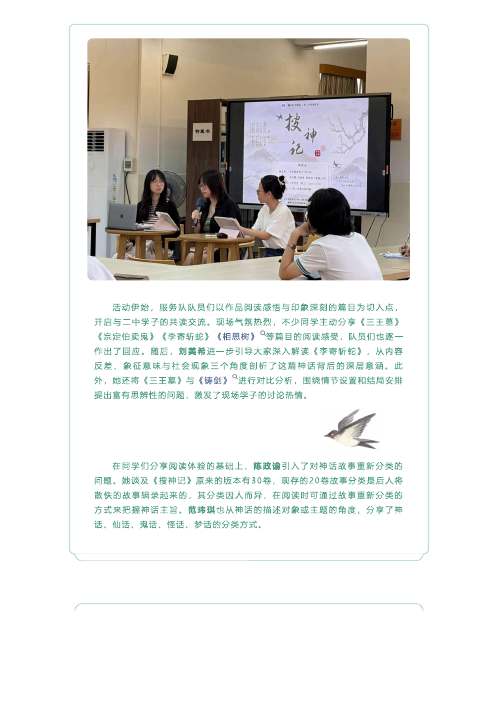 搜
神
记
活动伊始，服务队队员们以作品阅读感悟与印象深刻的篇目为切入点，
开启与二中学子的共读交流。现场气氛热烈，不少同学主动分享《三王墓》
《宗定伯卖鬼》《李寄斩蛇》《相思树》等篇目的阅读感受，队员们也逐一
作出了回应。随后，刘美希进一步引导大家深入解读《李寄斩蛇》，从内容
反差、象征意味与社会现象三个角度剖析了这篇神话背后的深层意涵。此
外，她还将《三王墓》与《铸剑》进行对比分析，围绕情节设置和结局安排
提出富有思辨性的问题，激发了现场学子的讨论热情。
在同学们分享阅读体验的基础上，陈政谕引入了对神话故事重新分类的
问题。她谈及《搜神记》原来的版本有30卷，现存的20卷故事分类是后人将
散佚的故事辑录起来的，其分类因人而异，在阅读时可通过故事重新分类的
方式来把握神话主旨。范玮琪也从神话的描述对象或主题的角度，分享了神
话、仙话、鬼话、怪话、梦话的分类方式。